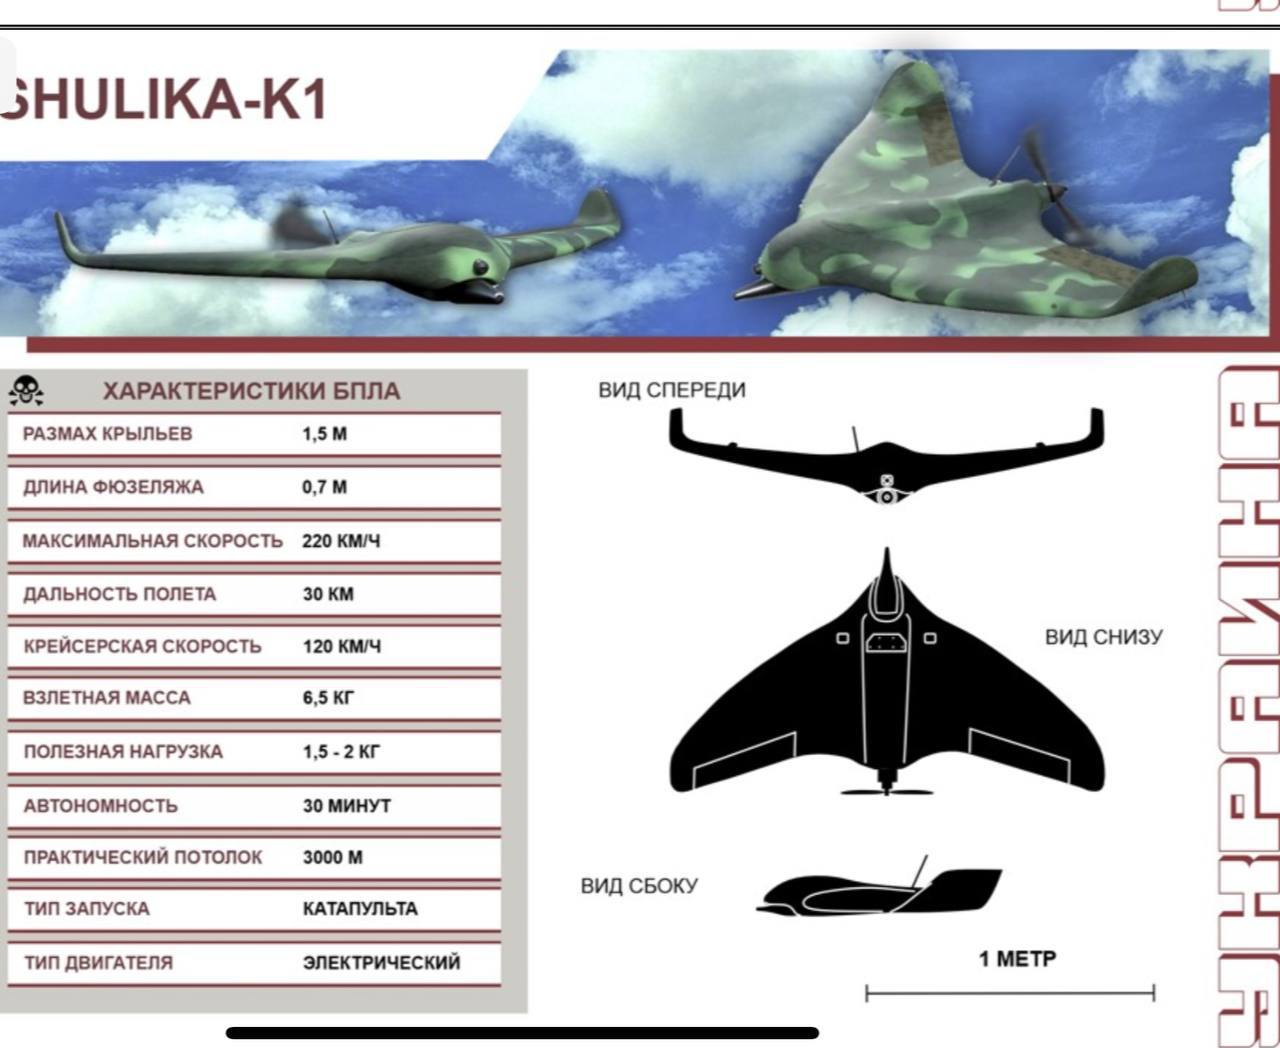 SHULIKA-K1
ХАРАКТЕРИСТИКИ БПЛА
РАЗМАХ КРЫЛЬЕВ 1,5 М
ДЛИНА ФЮЗЕЛЯЖА 0,7 М
МАКСИМАЛЬНАЯ СКОРОСТЬ 220 КМ/Ч
ДАЛЬНОСТЬ ПОЛЕТА 30 КМ
КРЕЙСЕРСКАЯ СКОРОСТЬ 120 КМ/Ч
ВЗЛЕТНАЯ МАССА 6,5 КГ
ПОЛЕЗНАЯ НАГРУЗКА 1,5 - 2 КГ
АВТОНОМНОСТЬ 30 МИНУТ
ПРАКТИЧЕСКИЙ ПОТОЛОК 3000 М
ТИП ЗАПУСКА КАТАПУЛЬТА
ТИП ДВИГАТЕЛЯ ЭЛЕКТРИЧЕСКИЙ
ВИД СПЕРЕДИ
ВИД СНИЗУ
ВИД СБОКУ
1 МЕТР
УКРАИНА